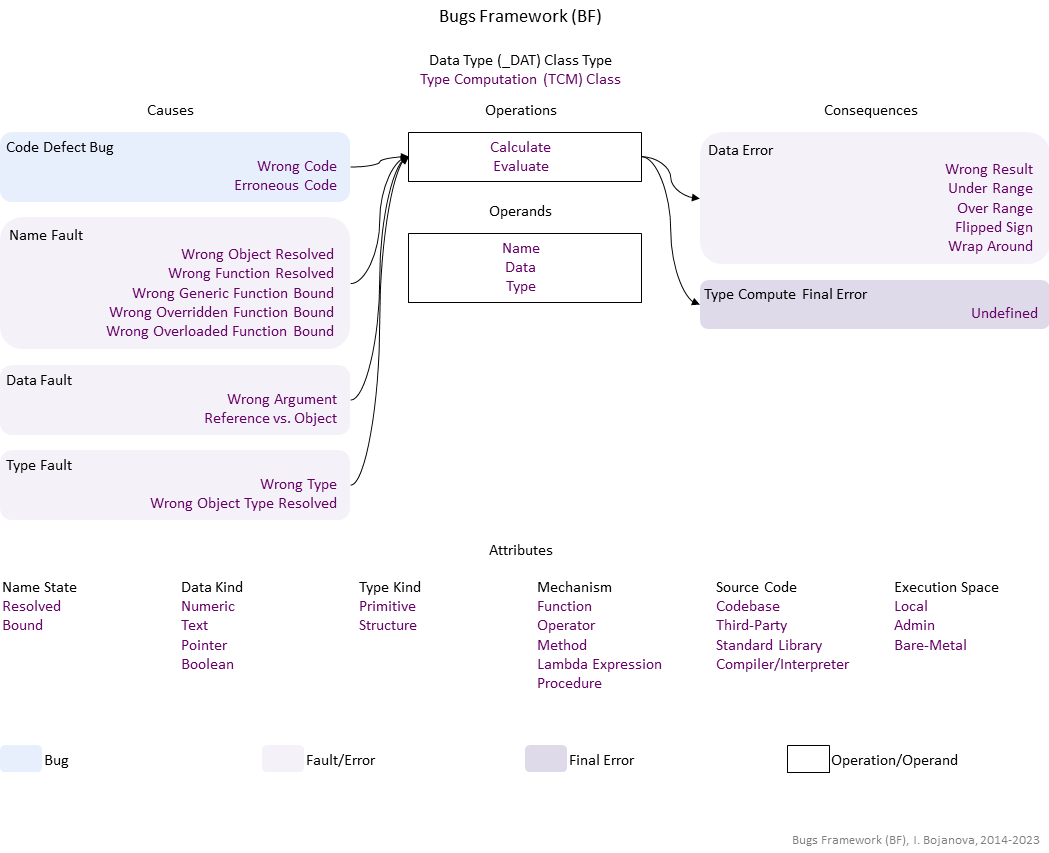 Bugs Framework (BF)
Data Type (_DAT) Class Type
Type Computation (TCM) Class
Causes
Operations
Consequences
Code Defect Bug
Wrong Code
Erroneous Code
Name Fault
Wrong Object Resolved
Wrong Function Resolved
Wrong Generic Function Bound
Wrong Overridden Function Bound
Wrong Overloaded Function Bound
Data Fault
Wrong Argument
Reference vs. Object
Type Fault
Wrong Type
Wrong Object Type Resolved
Calculate
Evaluate
Operands
Name
Data
Type
Data Error
Wrong Result
Under Range
Over Range
Flipped Sign
Wrap Around
Type Compute Final Error
Undefined
Attributes
Name State
Resolved
Bound
Data Kind
Numeric
Text
Pointer
Boolean
Type Kind
Primitive
Structure
Mechanism
Function
Operator
Method
Lambda Expression
Procedure
Source Code
Codebase
Third-Party
Standard Library
Compiler/Interpreter
Execution Space
Local
Admin
Bare-Metal
Bug
Fault/Error
Final Error
Operation/Operand
Bugs Framework (BF), I. Bojanova, 2014-2023